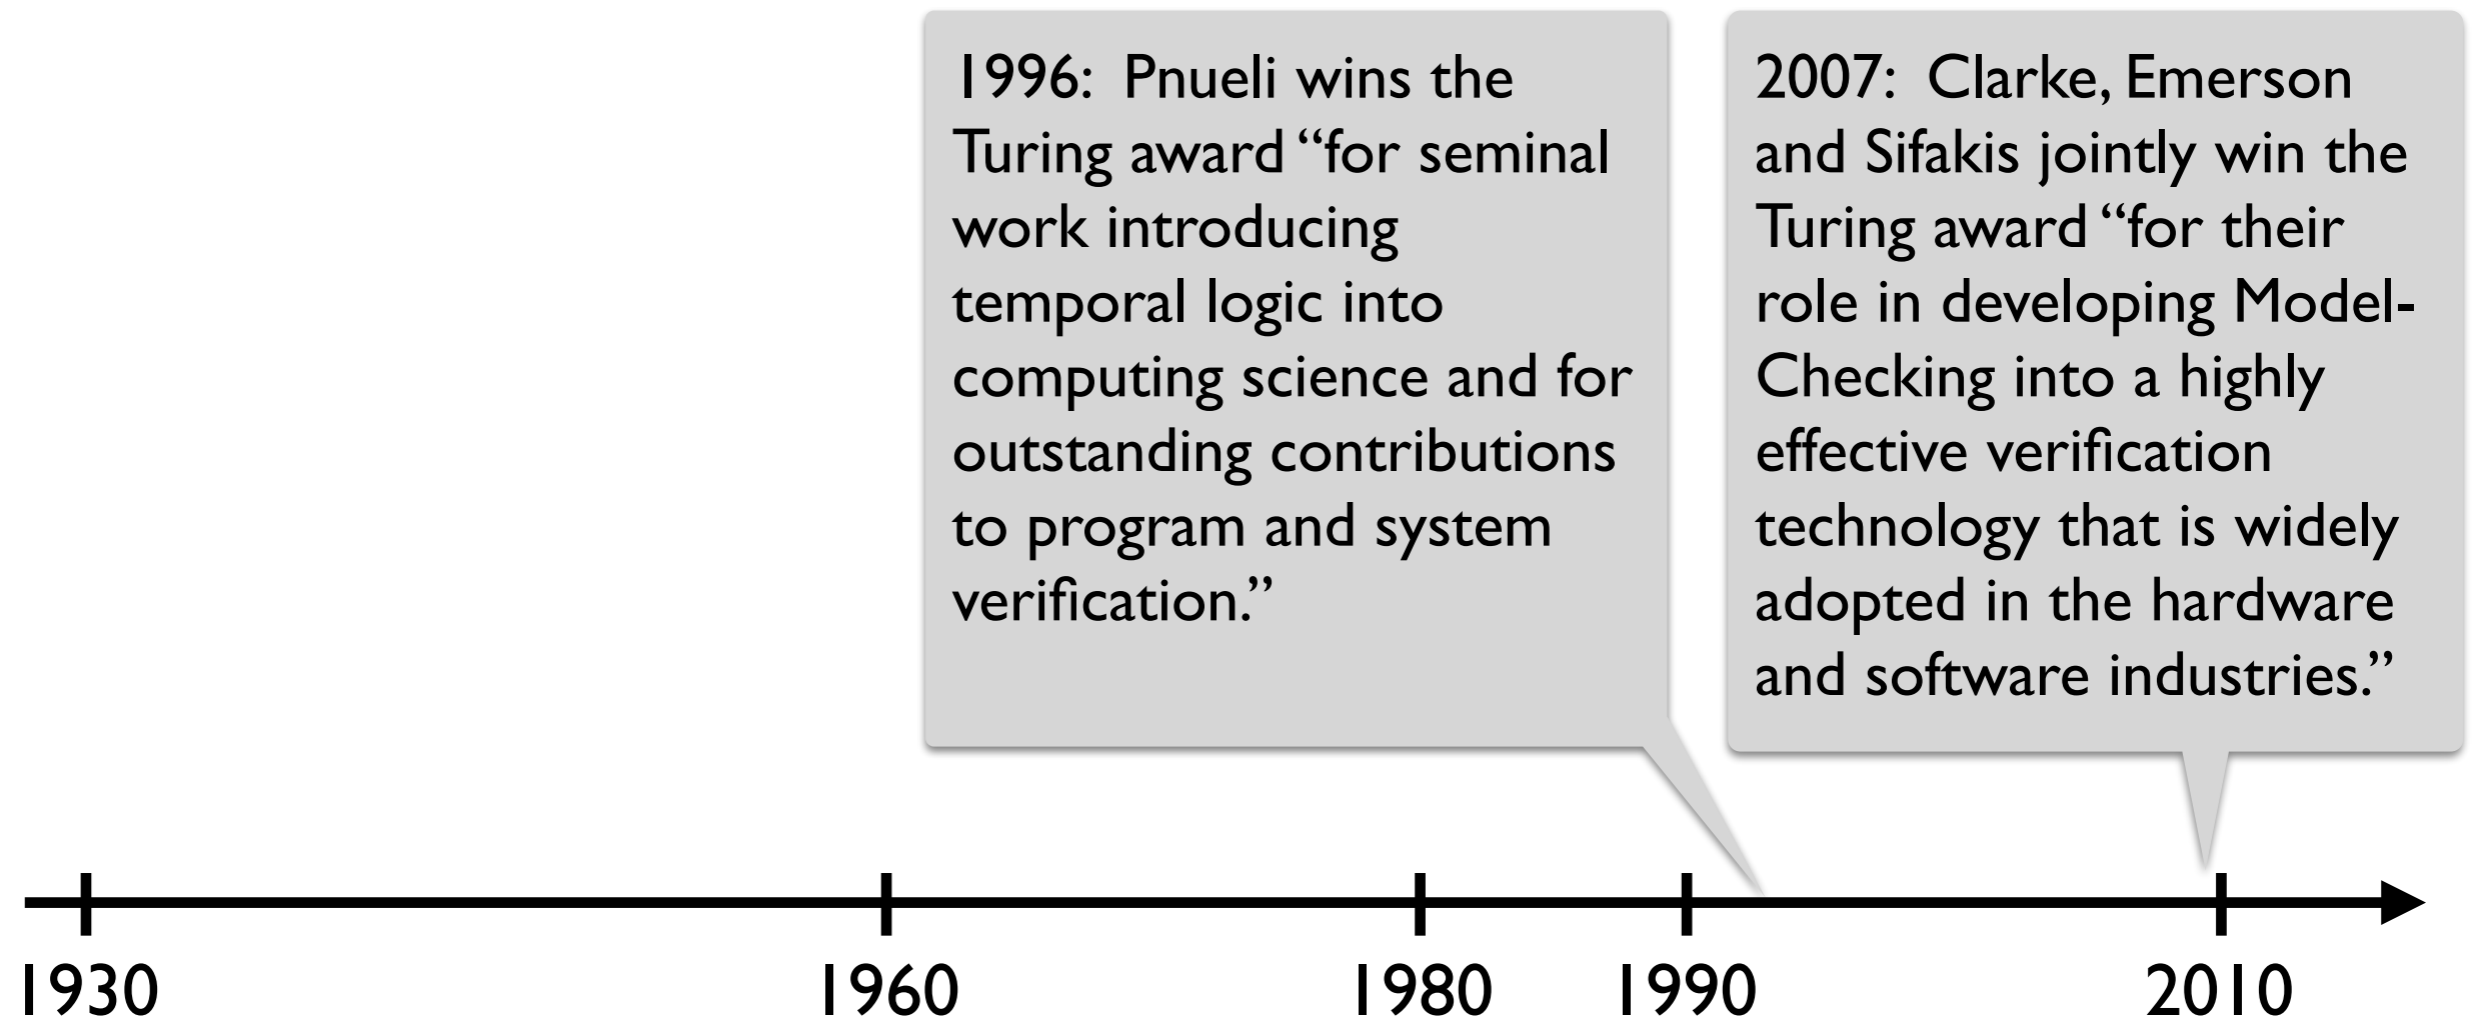 1996: Pnueli wins the
Turing award “for seminal
work introducing
temporal logic into
computing science and for
outstanding contributions
to program and system
verification.”
2007: Clarke, Emerson
and Sifakis jointly win the
Turing award “for their
role in developing Model-
Checking into a highly
effective verification
technology that is widely
adopted in the hardware
and software industries.”
1930 1960 1980 1990 2010